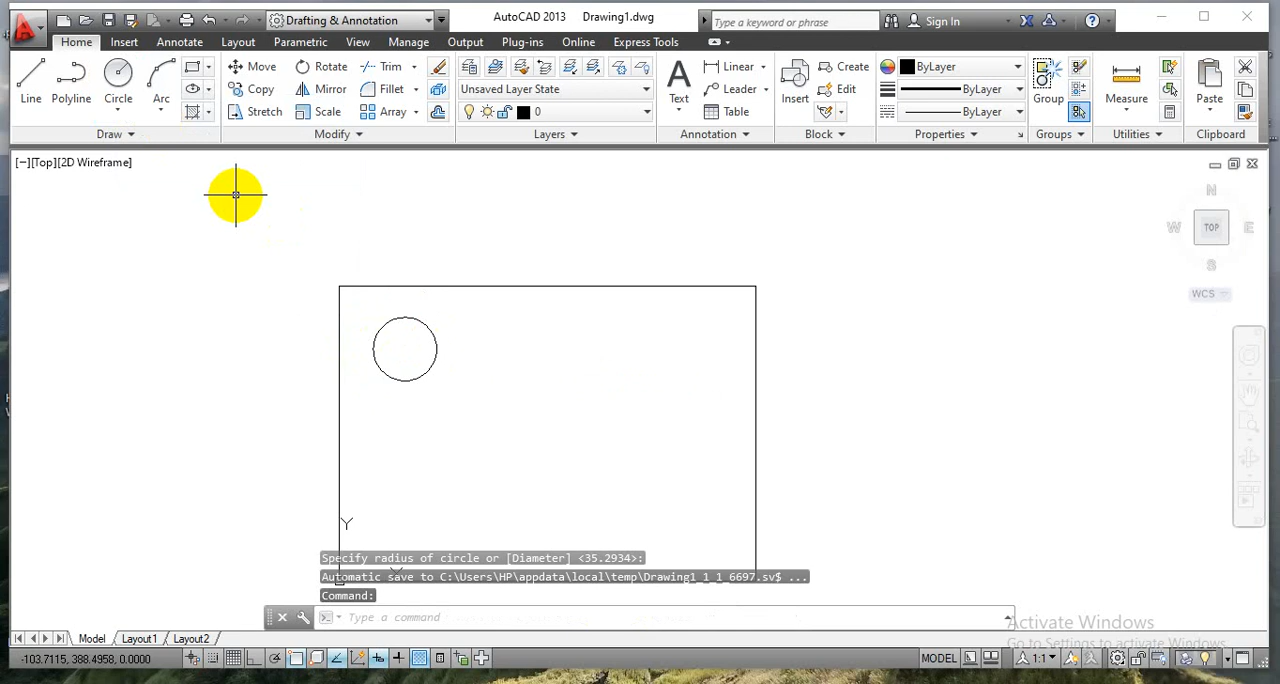 Drafting & Annotation AutoCAD 2013 Drawing1.dwg Type a keyword or phrase Sign In
Home Insert Annotate Layout Parametric View Manage Output Plug-ins Online Express Tools
Move Rotate Trim Linear Create ByLayer
Line Polyline Circle Arc Copy Mirror Fillet Unsaved Layer State Text Leader Insert Edit ByLayer Group Measure Paste
Stretch Scale Array 0 Table ByLayer
Draw Modify Layers Annotation Block Properties Groups Utilities Clipboard
[−][Top][2D Wireframe]
N
W TOP E
S
WCS
Y
Specify radius of circle or [Diameter] <35.2934>:
Automatic save to C:\Users\HP\appdata\local\temp\Drawing1_1_1_6697.sv$ ...
Command:
Type a command
Activate Windows
Go to Settings to activate Windows.
Model Layout1 Layout2
-103.7115, 388.4958, 0.0000 MODEL 1:1